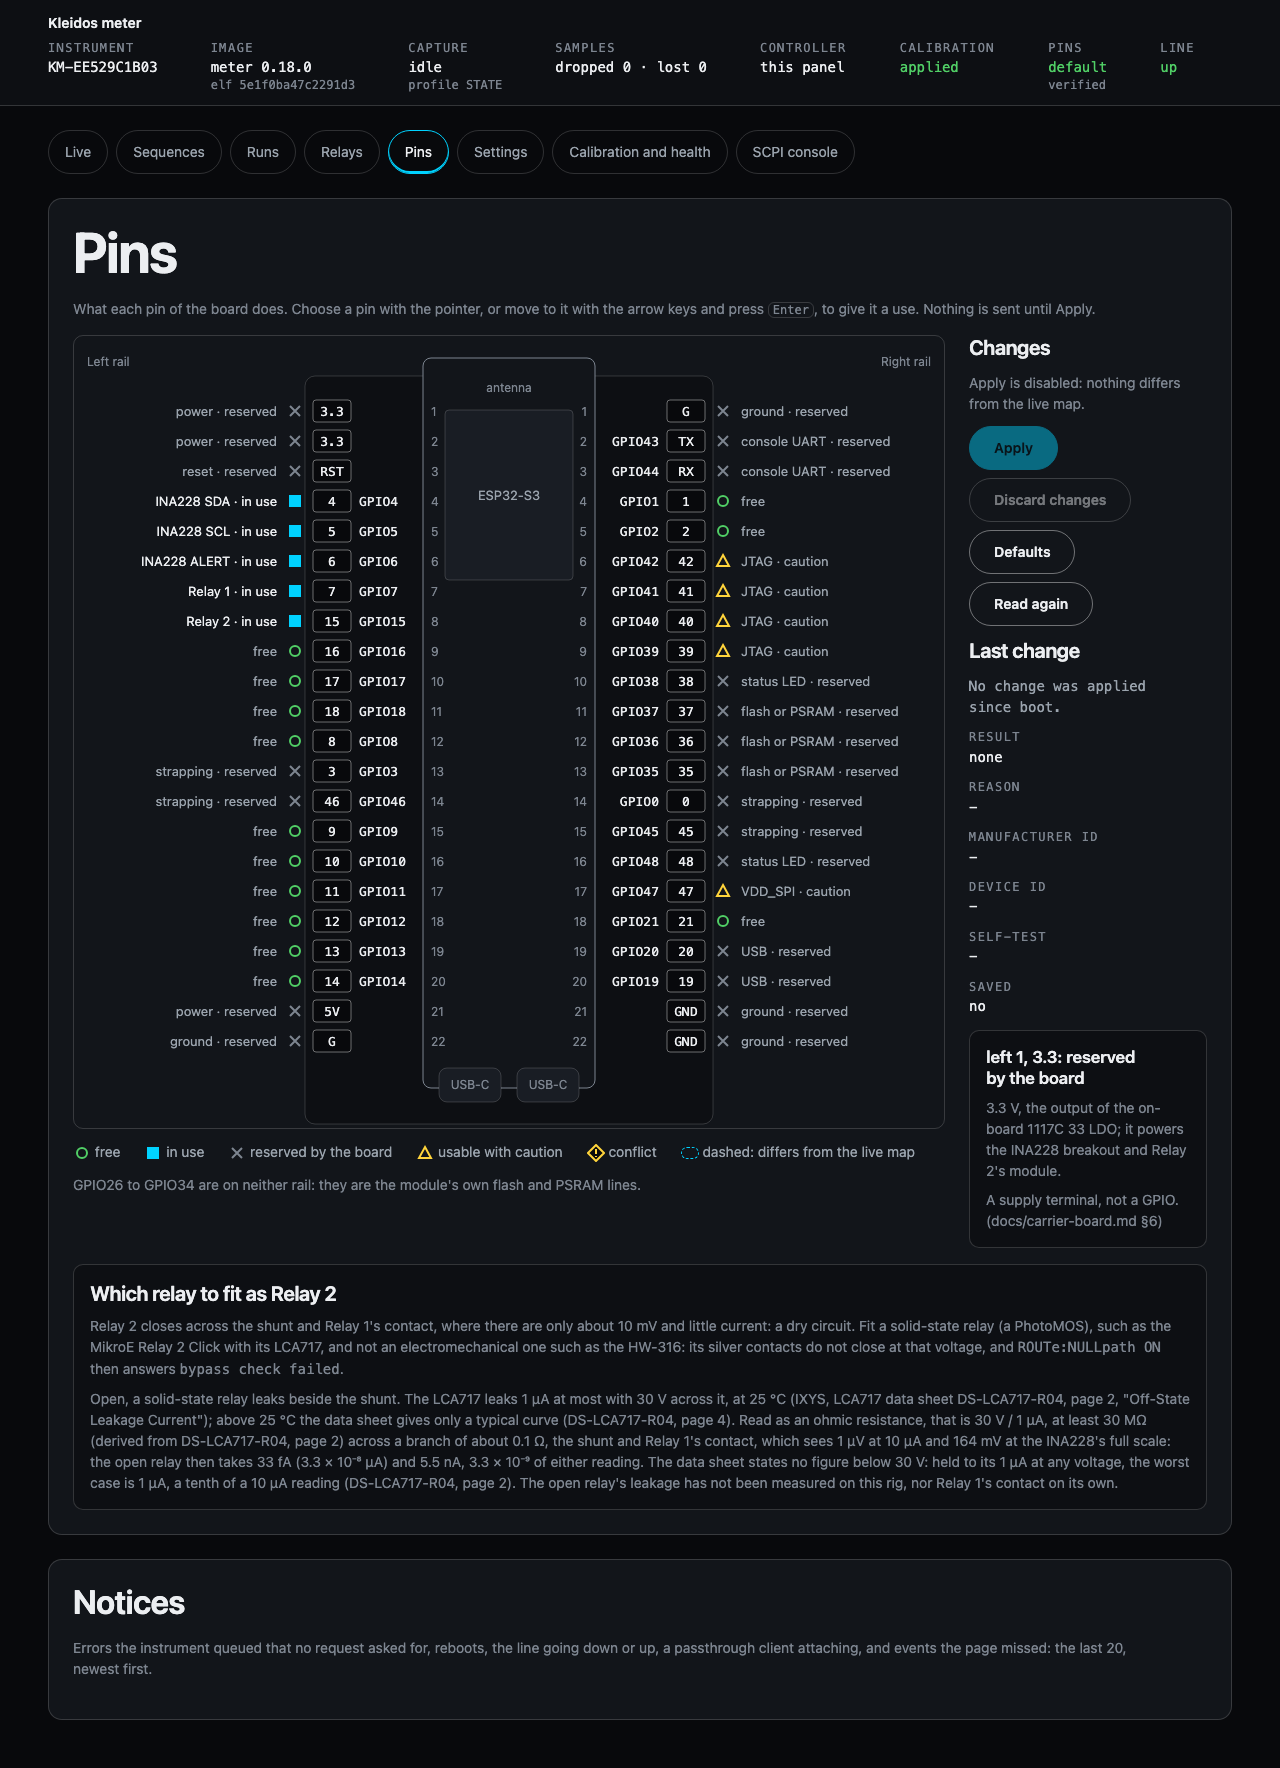 Kleidos meter
INSTRUMENT
KM-EE529C1B03
IMAGE
meter 0.18.0
elf 5e1f0ba47c2291d3
CAPTURE
idle
profile STATE
SAMPLES
dropped 0 · lost 0
CONTROLLER
this panel
CALIBRATION
applied
PINS
default
verified
LINE
up
Live
Sequences
Runs
Relays
Pins
Settings
Calibration and health
SCPI console
Pins
What each pin of the board does. Choose a pin with the pointer, or move to it with the arrow keys and press Enter, to give it a use. Nothing is sent until Apply.
Left rail
Right rail
antenna
ESP32-S3
power · reserved 3.3 1
power · reserved 3.3 2
reset · reserved RST 3
INA228 SDA · in use 4 GPIO4 4
INA228 SCL · in use 5 GPIO5 5
INA228 ALERT · in use 6 GPIO6 6
Relay 1 · in use 7 GPIO7 7
Relay 2 · in use 15 GPIO15 8
free 16 GPIO16 9
free 17 GPIO17 10
free 18 GPIO18 11
free 8 GPIO8 12
strapping · reserved 3 GPIO3 13
strapping · reserved 46 GPIO46 14
free 9 GPIO9 15
free 10 GPIO10 16
free 11 GPIO11 17
free 12 GPIO12 18
free 13 GPIO13 19
free 14 GPIO14 20
power · reserved 5V 21
ground · reserved G 22
1 G ground · reserved
2 GPIO43 TX console UART · reserved
3 GPIO44 RX console UART · reserved
4 GPIO1 1 free
5 GPIO2 2 free
6 GPIO42 42 JTAG · caution
7 GPIO41 41 JTAG · caution
8 GPIO40 40 JTAG · caution
9 GPIO39 39 JTAG · caution
10 GPIO38 38 status LED · reserved
11 GPIO37 37 flash or PSRAM · reserved
12 GPIO36 36 flash or PSRAM · reserved
13 GPIO35 35 flash or PSRAM · reserved
14 GPIO0 0 strapping · reserved
15 GPIO45 45 strapping · reserved
16 GPIO48 48 status LED · reserved
17 GPIO47 47 VDD_SPI · caution
18 GPIO21 21 free
19 GPIO20 20 USB · reserved
20 GPIO19 19 USB · reserved
21 GND ground · reserved
22 GND ground · reserved
USB-C
USB-C
free
in use
reserved by the board
usable with caution
conflict
dashed: differs from the live map
GPIO26 to GPIO34 are on neither rail: they are the module's own flash and PSRAM lines.
Changes
Apply is disabled: nothing differs
from the live map.
Apply
Discard changes
Defaults
Read again
Last change
No change was applied
since boot.
RESULT
none
REASON
–
MANUFACTURER ID
–
DEVICE ID
–
SELF-TEST
–
SAVED
no
left 1, 3.3: reserved
by the board
3.3 V, the output of the on-
board 1117C 33 LDO; it powers
the INA228 breakout and Relay
2's module.
A supply terminal, not a GPIO.
(docs/carrier-board.md §6)
Which relay to fit as Relay 2
Relay 2 closes across the shunt and Relay 1's contact, where there are only about 10 mV and little current: a dry circuit. Fit a solid-state relay (a PhotoMOS), such as the
MikroE Relay 2 Click with its LCA717, and not an electromechanical one such as the HW-316: its silver contacts do not close at that voltage, and ROUTe:NULLpath ON
then answers bypass check failed.
Open, a solid-state relay leaks beside the shunt. The LCA717 leaks 1 µA at most with 30 V across it, at 25 °C (IXYS, LCA717 data sheet DS-LCA717-R04, page 2, "Off-State
Leakage Current"); above 25 °C the data sheet gives only a typical curve (DS-LCA717-R04, page 4). Read as an ohmic resistance, that is 30 V / 1 µA, at least 30 MΩ
(derived from DS-LCA717-R04, page 2) across a branch of about 0.1 Ω, the shunt and Relay 1's contact, which sees 1 µV at 10 µA and 164 mV at the INA228's full scale:
the open relay then takes 33 fA (3.3 × 10⁻⁸ µA) and 5.5 nA, 3.3 × 10⁻⁹ of either reading. The data sheet states no figure below 30 V: held to its 1 µA at any voltage, the worst
case is 1 µA, a tenth of a 10 µA reading (DS-LCA717-R04, page 2). The open relay's leakage has not been measured on this rig, nor Relay 1's contact on its own.
Notices
Errors the instrument queued that no request asked for, reboots, the line going down or up, a passthrough client attaching, and events the page missed: the last 20,
newest first.